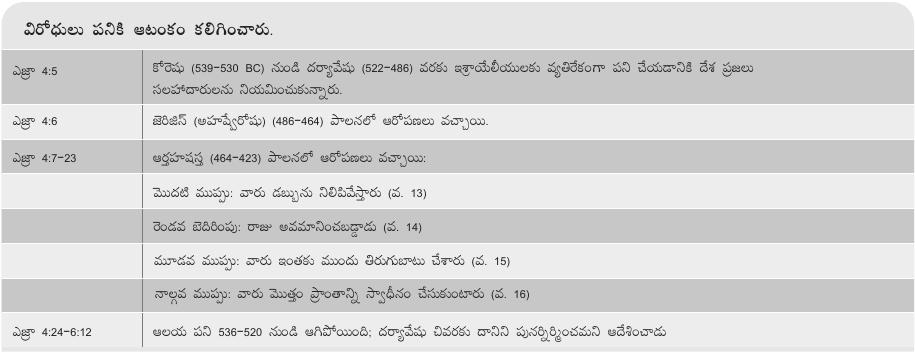 విరోధులు పనికి ఆటంకం కలిగించారు.
ఎజ్రా 4:5 కోరెషు (539–530 BC) నుండి దర్యావేషు (522–486) వరకు ఇశ్రాయేలీయులకు వ్యతిరేకంగా పని చేయడానికి దేశ ప్రజలు
సలహాదారులను నియమించుకున్నారు.
ఎజ్రా 4:6 జెరిజిస్ (అహష్వేరోషు) (486–464) పాలనలో ఆరోపణలు వచ్చాయి.
ఎజ్రా 4:7–23 ఆర్తహషస్త (464–423) పాలనలో ఆరోపణలు వచ్చాయి:
మొదటి ముప్పు: వారు డబ్బును నిలిపివేస్తారు (వ. 13)
రెండవ బెదిరింపు: రాజు అవమానించబడ్డాడు (వ. 14)
మూడవ ముప్పు: వారు ఇంతకు ముందు తిరుగుబాటు చేశారు (వ. 15)
నాల్గవ ముప్పు: వారు మొత్తం ప్రాంతాన్ని స్వాధీనం చేసుకుంటారు (వ. 16)
ఎజ్రా 4:24–6:12 ఆలయ పని 536–520 నుండి ఆగిపోయింది; దర్యావేషు చివరకు దానిని పునర్నిర్మించమని ఆదేశించాడు